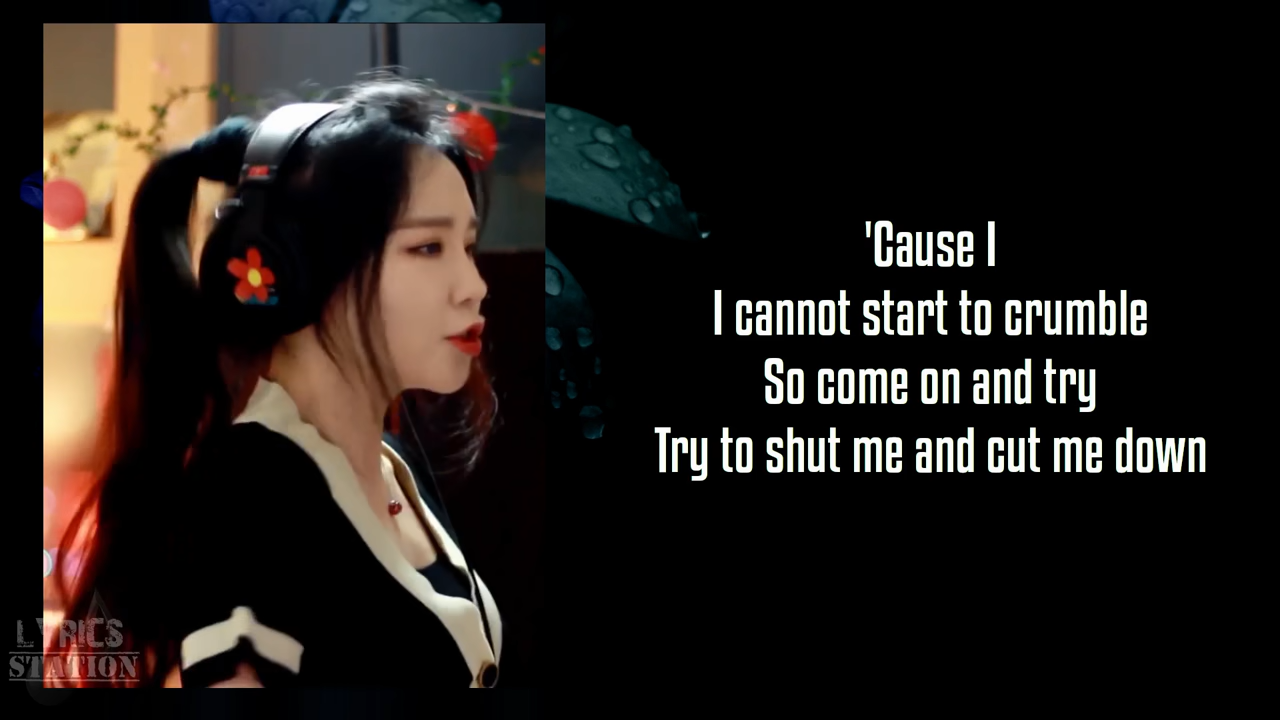 'Cause I
I cannot start to crumble
So come on and try
Try to shut me and cut me down
LYRICS
STATION